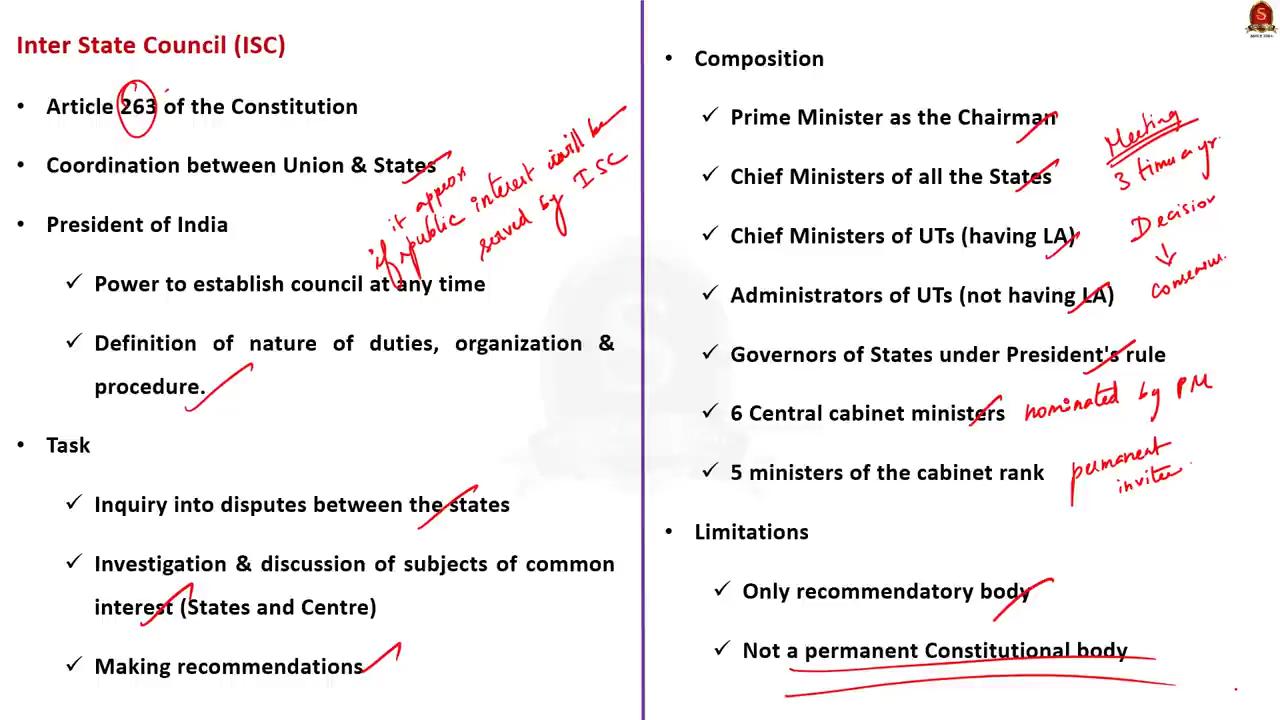 Inter State Council (ISC)
• Article 263 of the Constitution
• Coordination between Union & States
it appears
if public interest will be
served by ISC
• President of India
✓ Power to establish council at any time
✓ Definition of nature of duties, organization &
procedure.
• Task
✓ Inquiry into disputes between the states
✓ Investigation & discussion of subjects of common
interest (States and Centre)
✓ Making recommendations
• Composition
✓ Prime Minister as the Chairman
✓ Chief Ministers of all the States
✓ Chief Ministers of UTs (having LA)
✓ Administrators of UTs (not having LA)
✓ Governors of States under President's rule
✓ 6 Central cabinet ministers nominated by PM
✓ 5 ministers of the cabinet rank permanent
invitee
Meeting
3 time a yr.
Decision
↓
consensus.
• Limitations
✓ Only recommendatory body
✓ Not a permanent Constitutional body